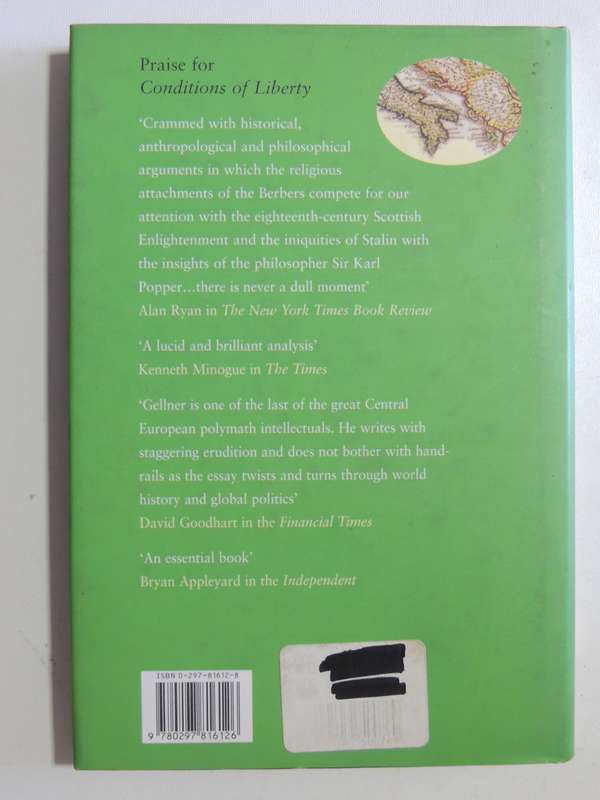 Praise for
Conditions of Liberty
‘Crammed with historical,
anthropological and philosophical
arguments in which the religious
attachments of the Berbers compete for our
attention with the eighteenth-century Scottish
Enlightenment and the iniquities of Stalin with
the insights of the philosopher Sir Karl
Popper...there is never a dull moment’
Alan Ryan in The New York Times Book Review
‘A lucid and brilliant analysis’
Kenneth Minogue in The Times
‘Gellner is one of the last of the great Central
European polymath intellectuals. He writes with
staggering erudition and does not bother with hand-
rails as the essay twists and turns through world
history and global politics’
David Goodhart in the Financial Times
‘An essential book’
Bryan Appleyard in the Independent
ISBN 0-297-81612-8
9 780297 816126